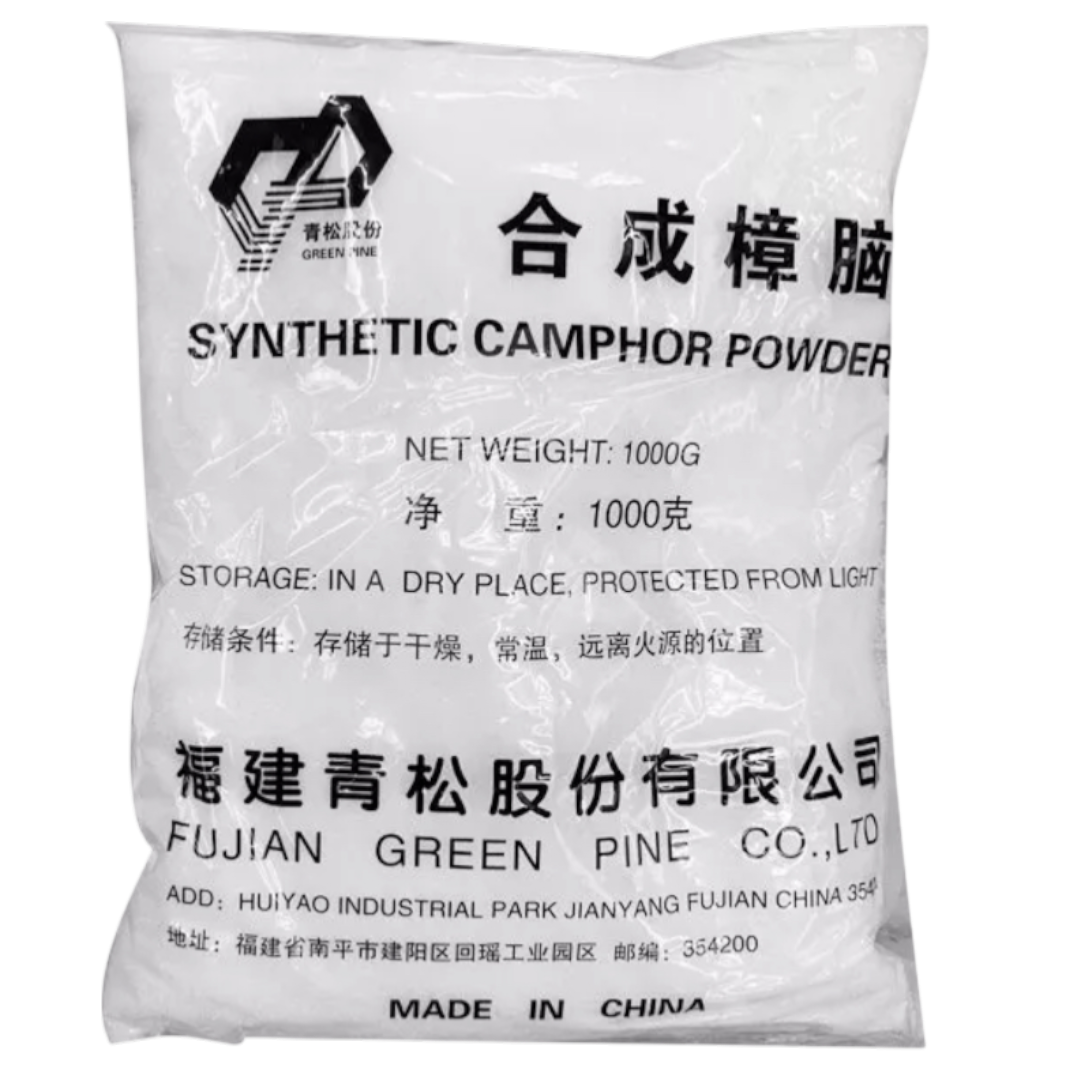 青松股份
GREEN PINE
合成樟脑
SYNTHETIC CAMPHOR POWDER
NET WEIGHT: 1000G
净 重: 1000克
STORAGE: IN A DRY PLACE, PROTECTED FROM LIGHT
存储条件: 存储于干燥, 常温, 远离火源的位置
福建青松股份有限公司
FUJIAN GREEN PINE CO.,LTD
ADD: HUIYAO INDUSTRIAL PARK JIANYANG FUJIAN CHINA
地址: 福建省南平市建阳区回瑶工业园区 邮编: 354200
MADE IN CHINA